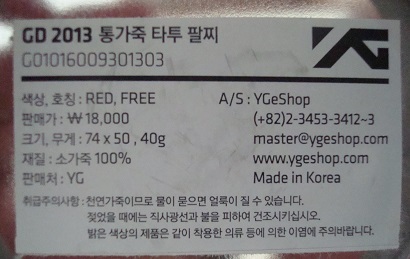 GD 2013 통가죽 타투 팔찌
G01016009301303
YG
색상, 호칭 : RED, FREE
A/S : YGeShop
판매가 : ₩ 18,000
(+82)2-3453-3412~3
크기, 무게 : 74 x 50 , 40g
master@ygeshop.com
재질 : 소가죽 100%
www.ygeshop.com
판매처 : YG
Made in Korea
취급주의사항 : 천연가죽이므로 물이 묻으면 얼룩이 질 수 있습니다.
젖었을 때에는 직사광선과 불을 피하여 건조시키십시오.
밝은 색상의 제품은 같이 착용한 의류 등에 의한 이염에 주의바랍니다.